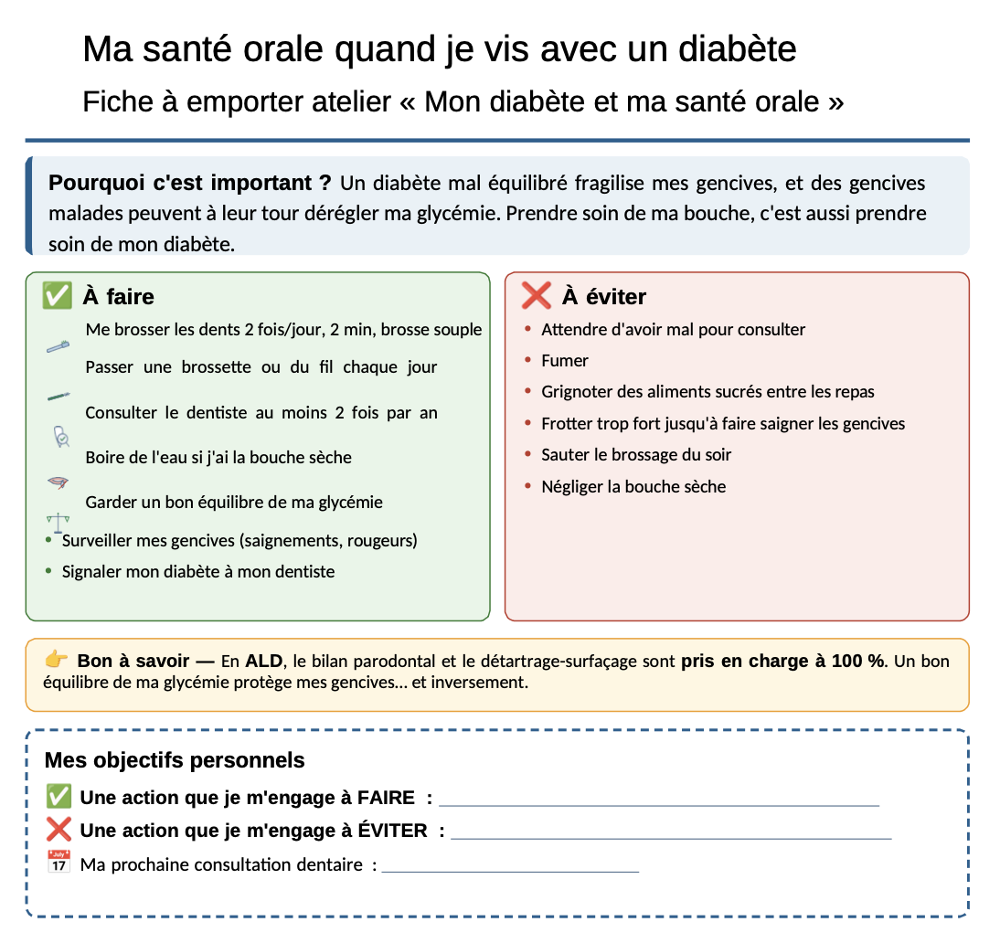 Ma santé orale quand je vis avec un diabète
Fiche à emporter atelier « Mon diabète et ma santé orale »
Pourquoi c'est important ? Un diabète mal équilibré fragilise mes gencives, et des gencives
malades peuvent à leur tour dérégler ma glycémie. Prendre soin de ma bouche, c'est aussi prendre
soin de mon diabète.
✅ À faire
Me brosser les dents 2 fois/jour, 2 min, brosse souple
Passer une brossette ou du fil chaque jour
Consulter le dentiste au moins 2 fois par an
Boire de l'eau si j'ai la bouche sèche
Garder un bon équilibre de ma glycémie
• Surveiller mes gencives (saignements, rougeurs)
• Signaler mon diabète à mon dentiste
❌ À éviter
• Attendre d'avoir mal pour consulter
• Fumer
• Grignoter des aliments sucrés entre les repas
• Frotter trop fort jusqu'à faire saigner les gencives
• Sauter le brossage du soir
• Négliger la bouche sèche
👉 Bon à savoir — En ALD, le bilan parodontal et le détartrage-surfaçage sont pris en charge à 100 %. Un bon
équilibre de ma glycémie protège mes gencives… et inversement.
Mes objectifs personnels
✅ Une action que je m'engage à FAIRE :
❌ Une action que je m'engage à ÉVITER :
📅 Ma prochaine consultation dentaire :